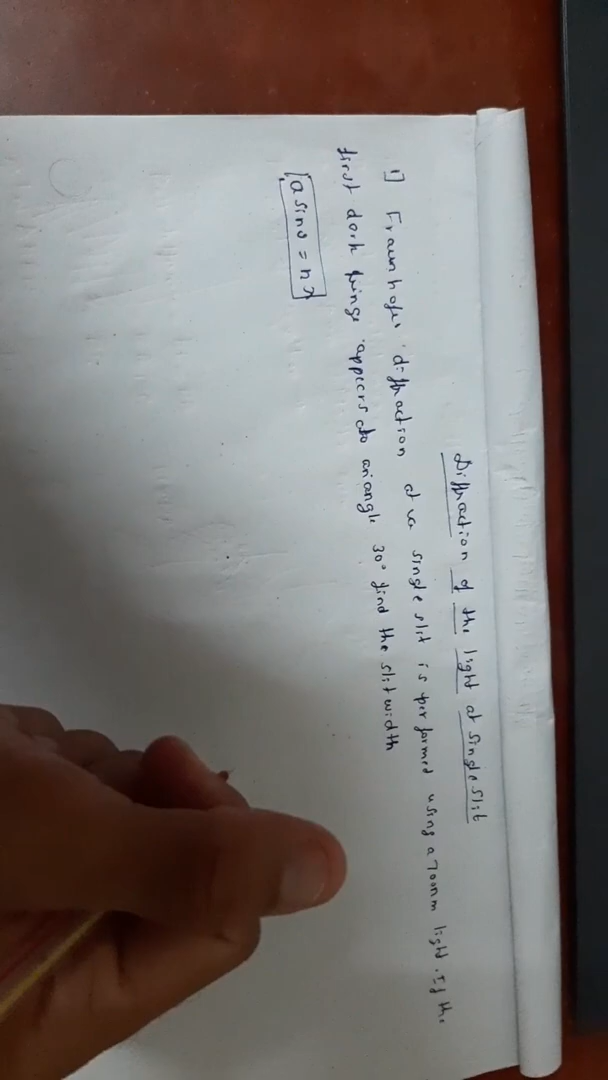 Diffraction of the light at single slit
1] Fraunhofer diffraction at a single slit is performed using a 700nm light. If the
first dark fringe appears at an angle 30° find the slit width
a sinθ = nλ